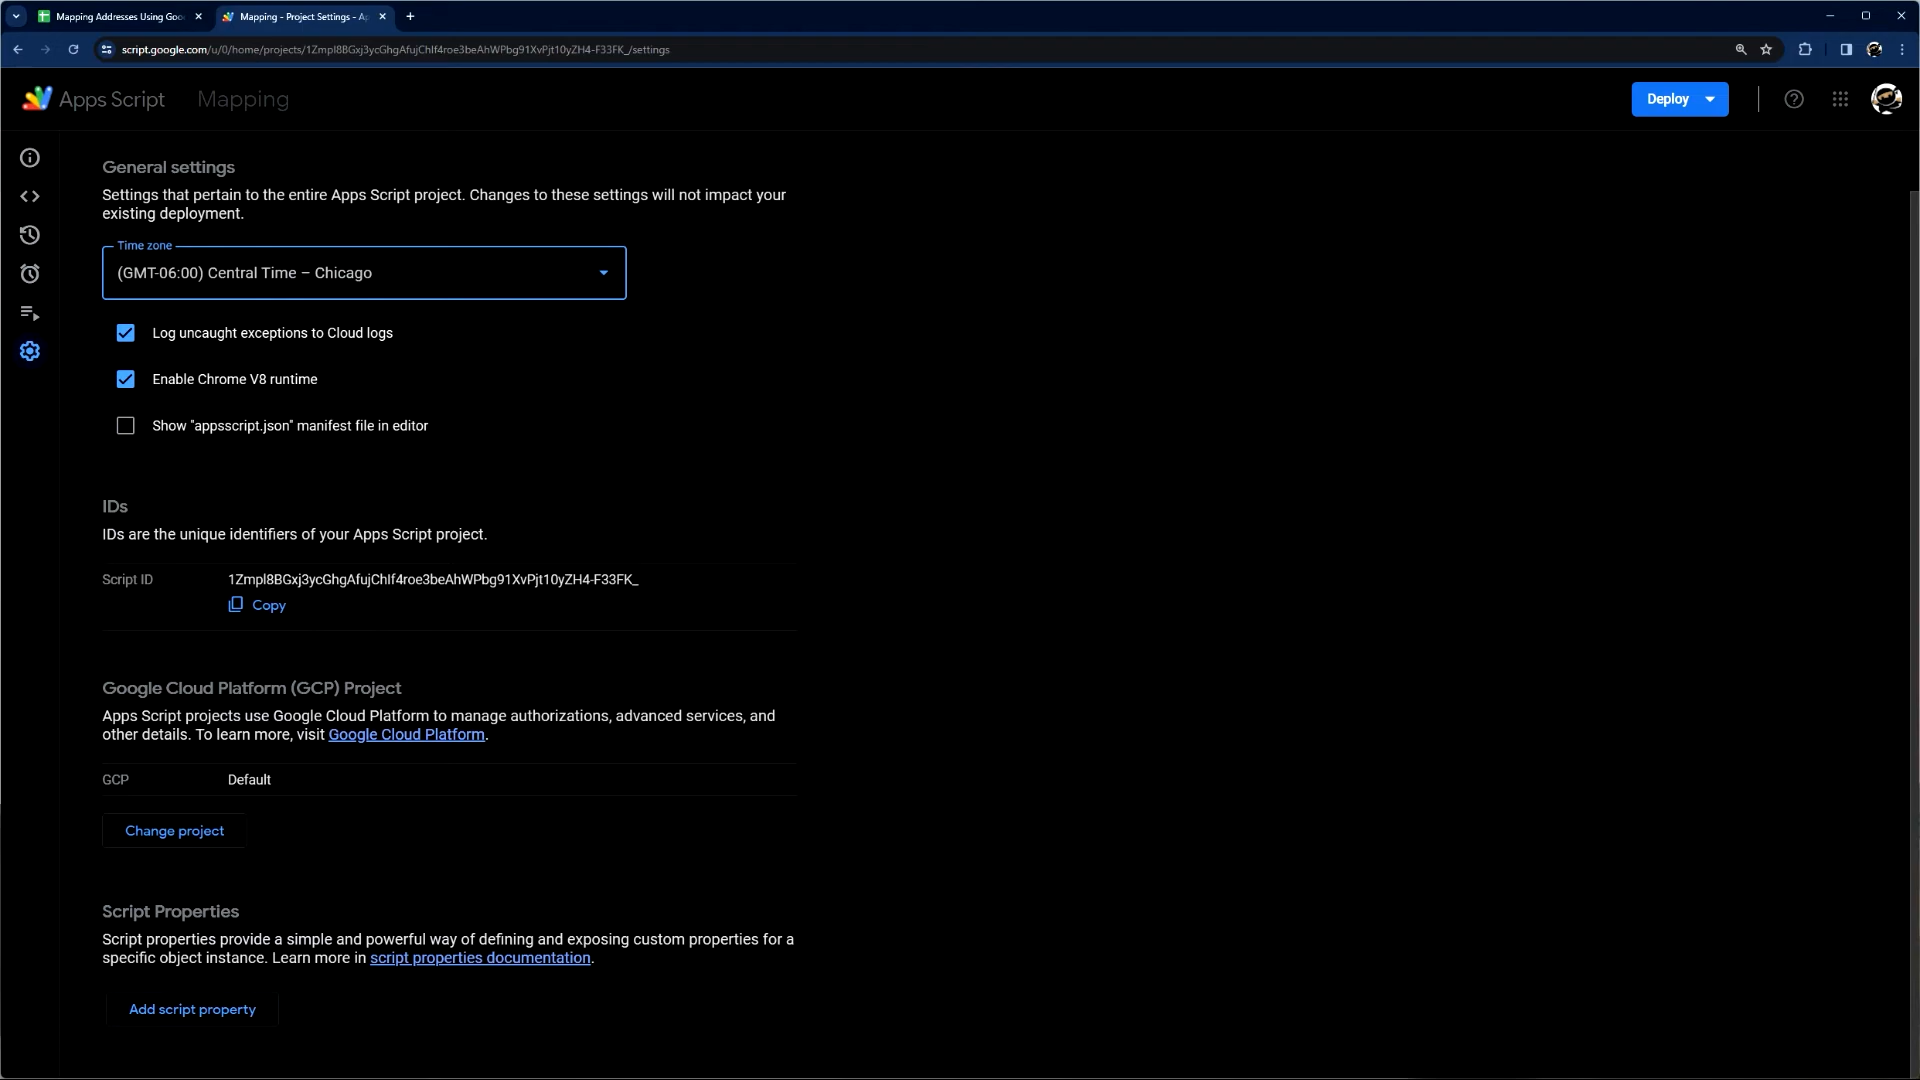 Mapping Addresses Using Goo
Mapping - Project Settings - Ap
script.google.com/u/0/home/projects/1Zmpl8BGxj3ycGhgAfujChIf4roe3beAhWPbg91XvPjt10yZH4-F33FK_/settings
Apps Script
Mapping
Deploy
General settings
Settings that pertain to the entire Apps Script project. Changes to these settings will not impact your
existing deployment.
Time zone
(GMT-06:00) Central Time – Chicago
Log uncaught exceptions to Cloud logs
Enable Chrome V8 runtime
Show "appsscript.json" manifest file in editor
IDs
IDs are the unique identifiers of your Apps Script project.
Script ID
1Zmpl8BGxj3ycGhgAfujChIf4roe3beAhWPbg91XvPjt10yZH4-F33FK_
Copy
Google Cloud Platform (GCP) Project
Apps Script projects use Google Cloud Platform to manage authorizations, advanced services, and
other details. To learn more, visit Google Cloud Platform.
GCP
Default
Change project
Script Properties
Script properties provide a simple and powerful way of defining and exposing custom properties for a
specific object instance. Learn more in script properties documentation.
Add script property